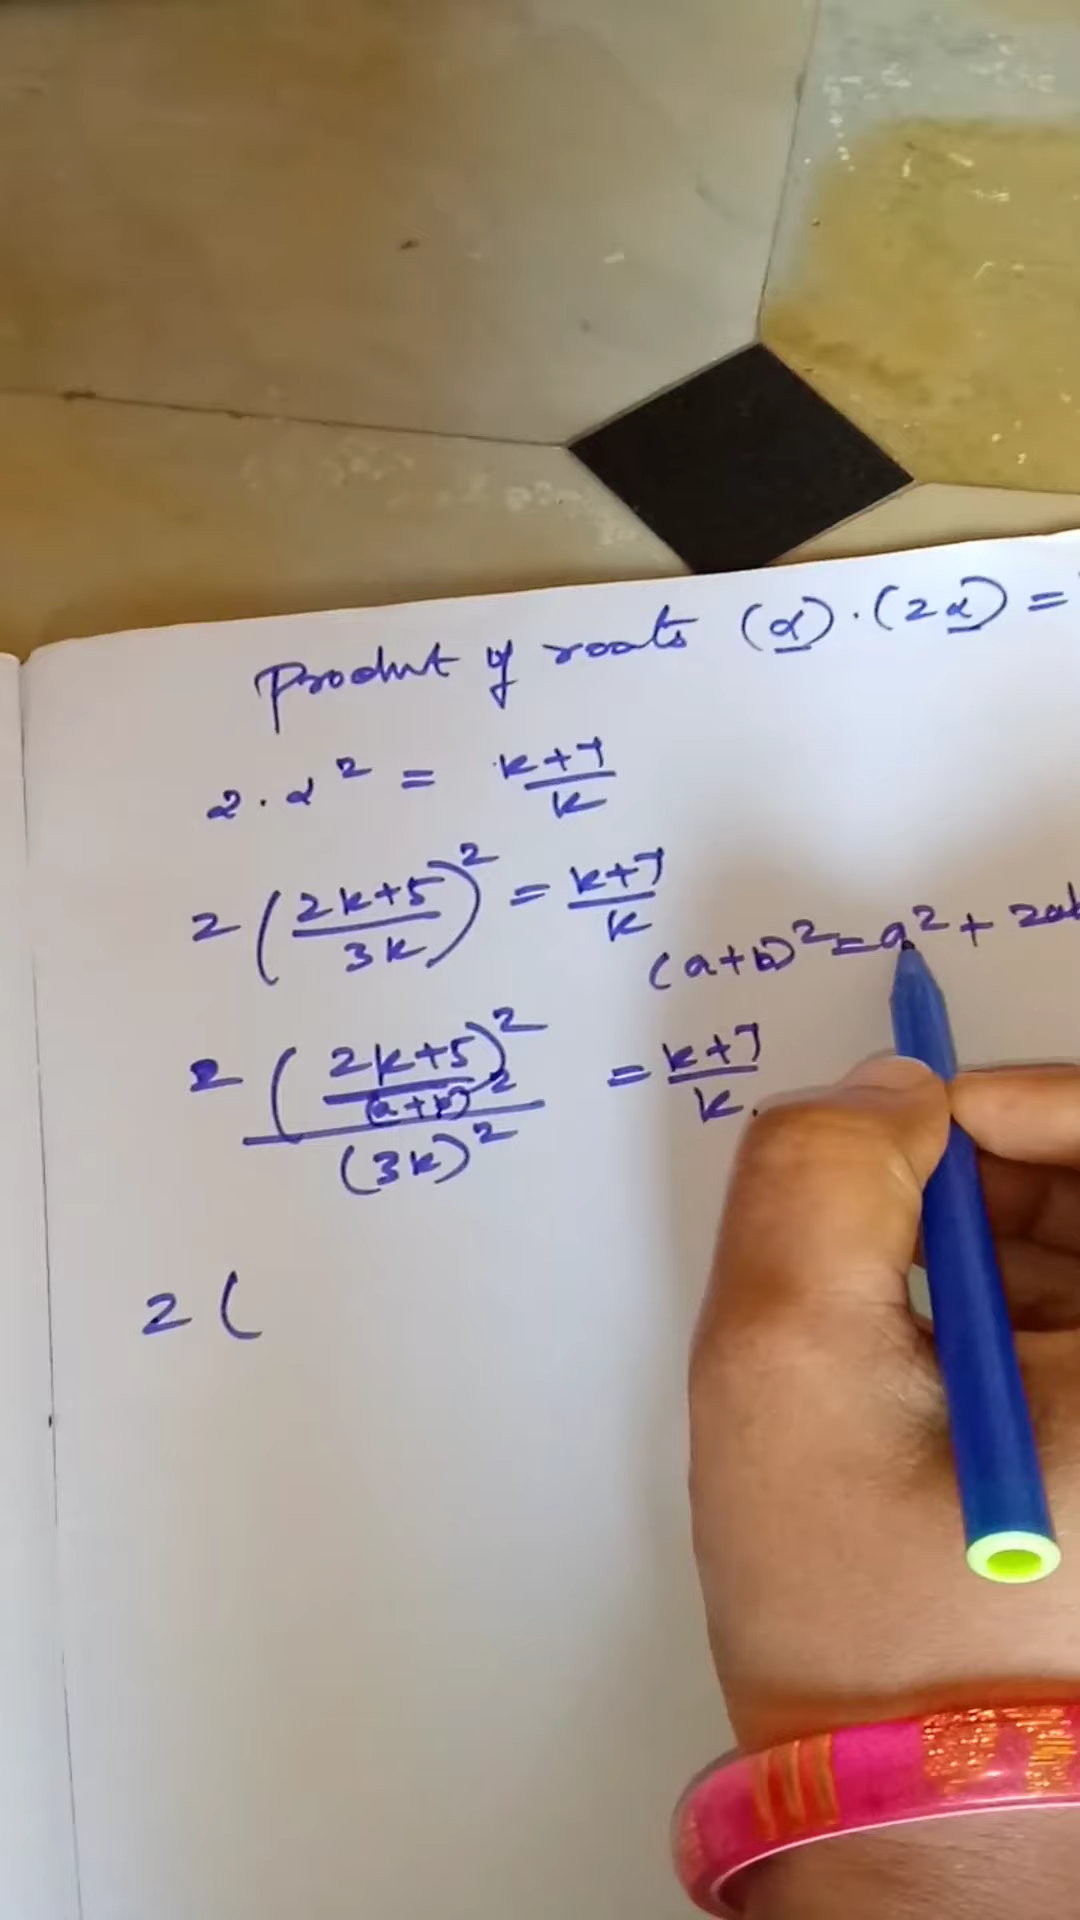 Product of roots (α).(2α) =
2.α² = k+7/k
2(2k+5/3k)² = k+7/k
(a+b)² = a² + 2ab
2(2k+5)²/(3k)² = k+7/k.
(a+b)²
2(